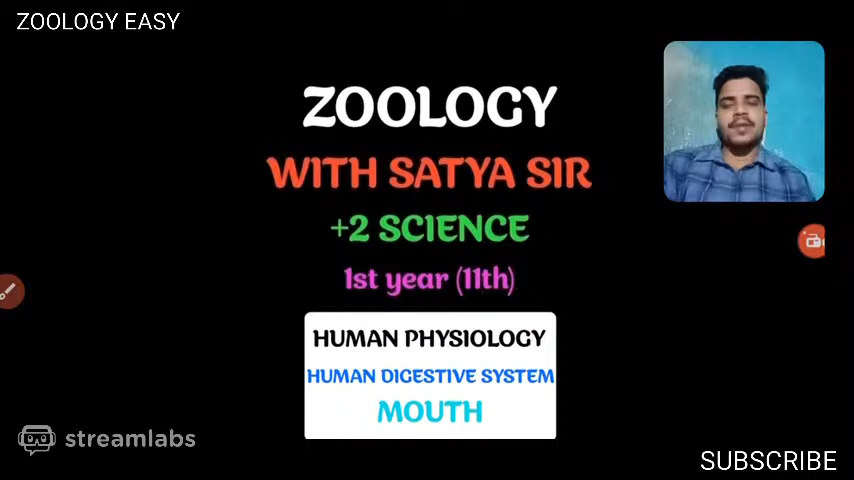 ZOOLOGY EASY
ZOOLOGY
WITH SATYA SIR
+2 SCIENCE
1st year (11th)
HUMAN PHYSIOLOGY
HUMAN DIGESTIVE SYSTEM
MOUTH
streamlabs
SUBSCRIBE